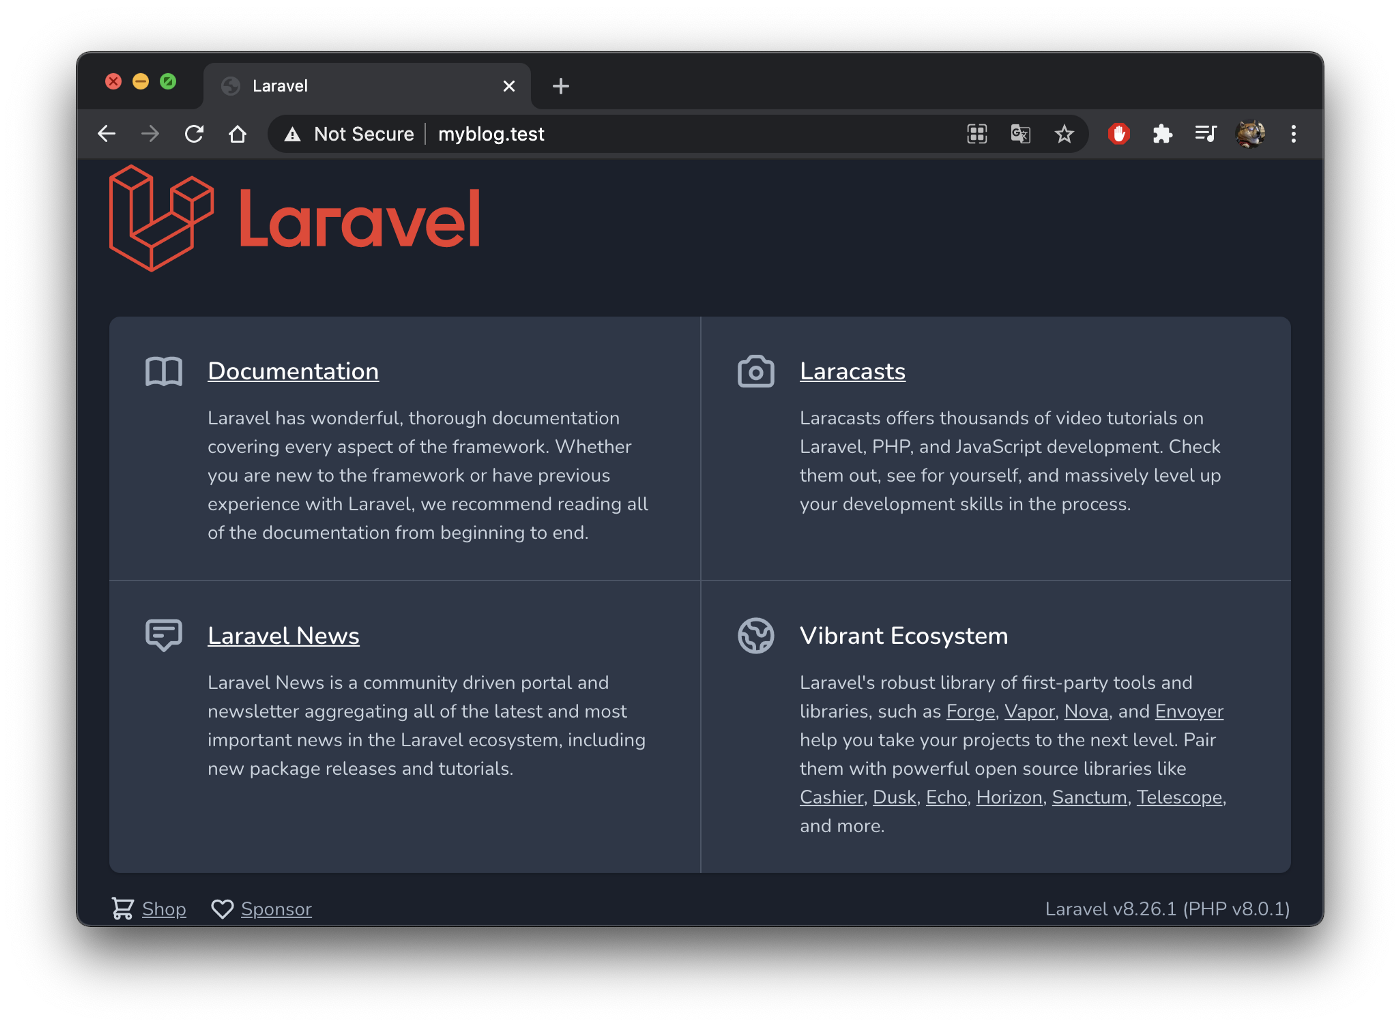 Laravel
Not Secure
myblog.test
Laravel
Documentation
Laravel has wonderful, thorough documentation
covering every aspect of the framework. Whether
you are new to the framework or have previous
experience with Laravel, we recommend reading all
of the documentation from beginning to end.
Laracasts
Laracasts offers thousands of video tutorials on
Laravel, PHP, and JavaScript development. Check
them out, see for yourself, and massively level up
your development skills in the process.
Laravel News
Laravel News is a community driven portal and
newsletter aggregating all of the latest and most
important news in the Laravel ecosystem, including
new package releases and tutorials.
Vibrant Ecosystem
Laravel's robust library of first-party tools and
libraries, such as Forge, Vapor, Nova, and Envoyer
help you take your projects to the next level. Pair
them with powerful open source libraries like
Cashier, Dusk, Echo, Horizon, Sanctum, Telescope,
and more.
Shop
Sponsor
Laravel v8.26.1 (PHP v8.0.1)